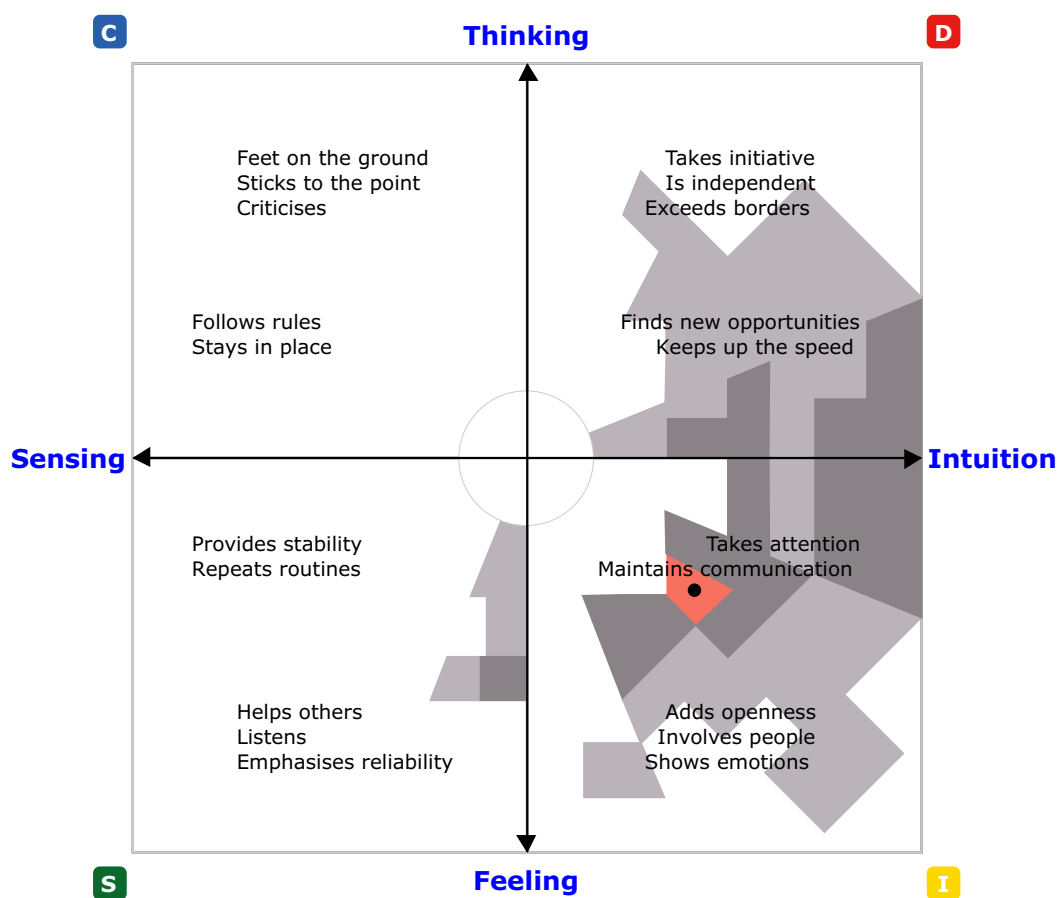 C
Thinking
D
Feet on the ground
Sticks to the point
Criticises
Takes initiative
Is independent
Exceeds borders
Follows rules
Stays in place
Finds new opportunities
Keeps up the speed
Sensing
Intuition
Provides stability
Repeats routines
Takes attention
Maintains communication
Helps others
Listens
Emphasises reliability
Adds openness
Involves people
Shows emotions
S
Feeling
I